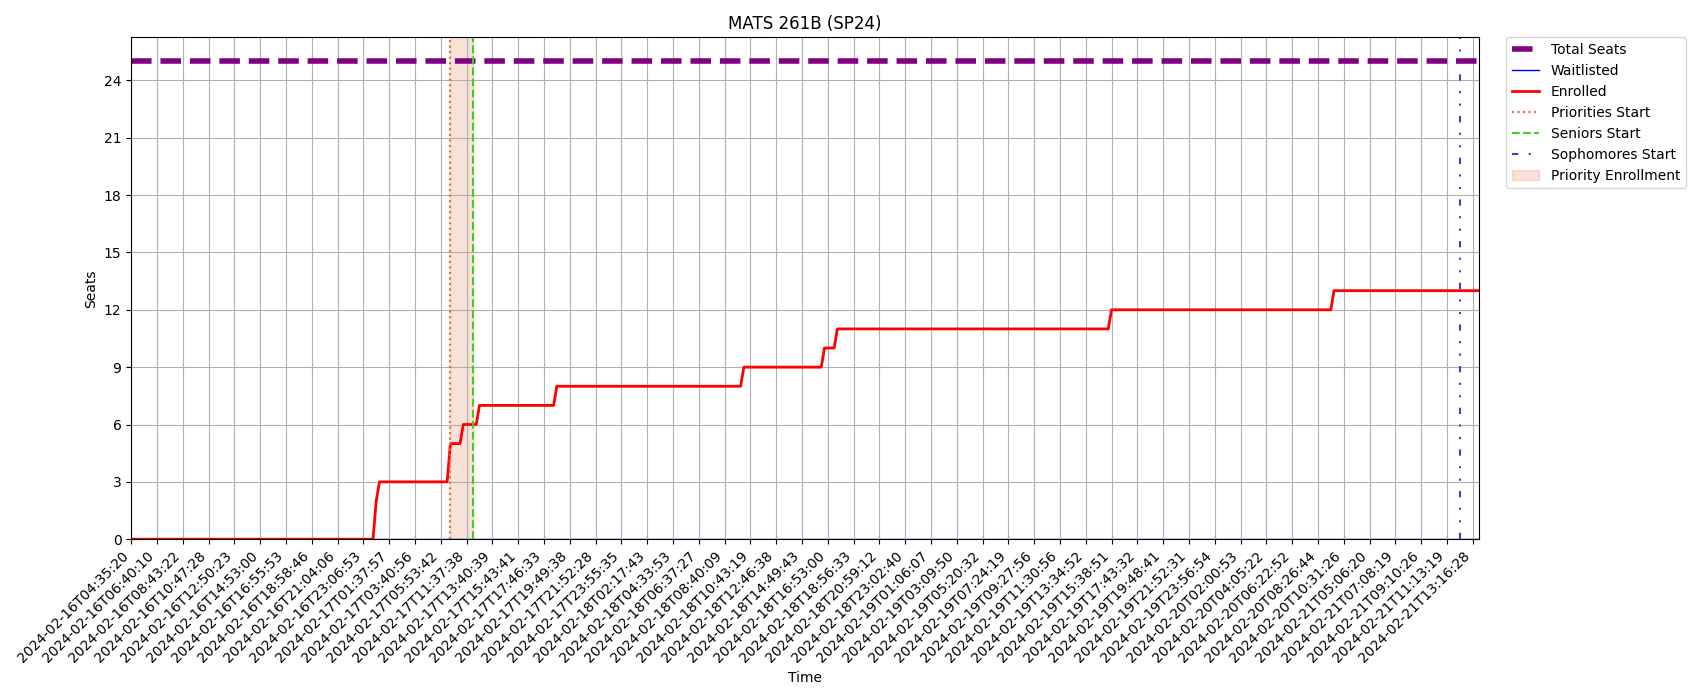 MATS 261B (SP24)
Total Seats
Waitlisted
Enrolled
Priorities Start
Seniors Start
Sophomores Start
Priority Enrollment
Seats
24
21
18
15
12
9
6
3
0
2024-02-16T04:35:20
2024-02-16T06:40:10
2024-02-16T08:43:22
2024-02-16T10:47:28
2024-02-16T12:50:23
2024-02-16T14:53:00
2024-02-16T16:55:53
2024-02-16T18:58:46
2024-02-16T21:04:06
2024-02-16T23:06:53
2024-02-17T01:37:57
2024-02-17T03:40:56
2024-02-17T05:53:42
2024-02-17T11:37:38
2024-02-17T13:40:39
2024-02-17T15:43:41
2024-02-17T17:46:33
2024-02-17T19:49:38
2024-02-17T21:52:28
2024-02-17T23:55:35
2024-02-18T02:17:43
2024-02-18T04:33:53
2024-02-18T06:37:27
2024-02-18T08:40:09
2024-02-18T10:43:19
2024-02-18T12:46:38
2024-02-18T14:49:43
2024-02-18T16:53:00
2024-02-18T18:56:33
2024-02-18T20:59:12
2024-02-18T23:02:40
2024-02-19T01:06:07
2024-02-19T03:09:50
2024-02-19T05:20:32
2024-02-19T07:24:19
2024-02-19T09:27:56
2024-02-19T11:30:56
2024-02-19T13:34:52
2024-02-19T15:38:51
2024-02-19T17:43:32
2024-02-19T19:48:41
2024-02-19T21:52:31
2024-02-19T23:56:54
2024-02-20T02:00:53
2024-02-20T04:05:22
2024-02-20T06:22:52
2024-02-20T08:26:44
2024-02-20T10:31:26
2024-02-21T05:06:20
2024-02-21T07:08:19
2024-02-21T09:10:26
2024-02-21T11:13:19
2024-02-21T13:16:28
Time